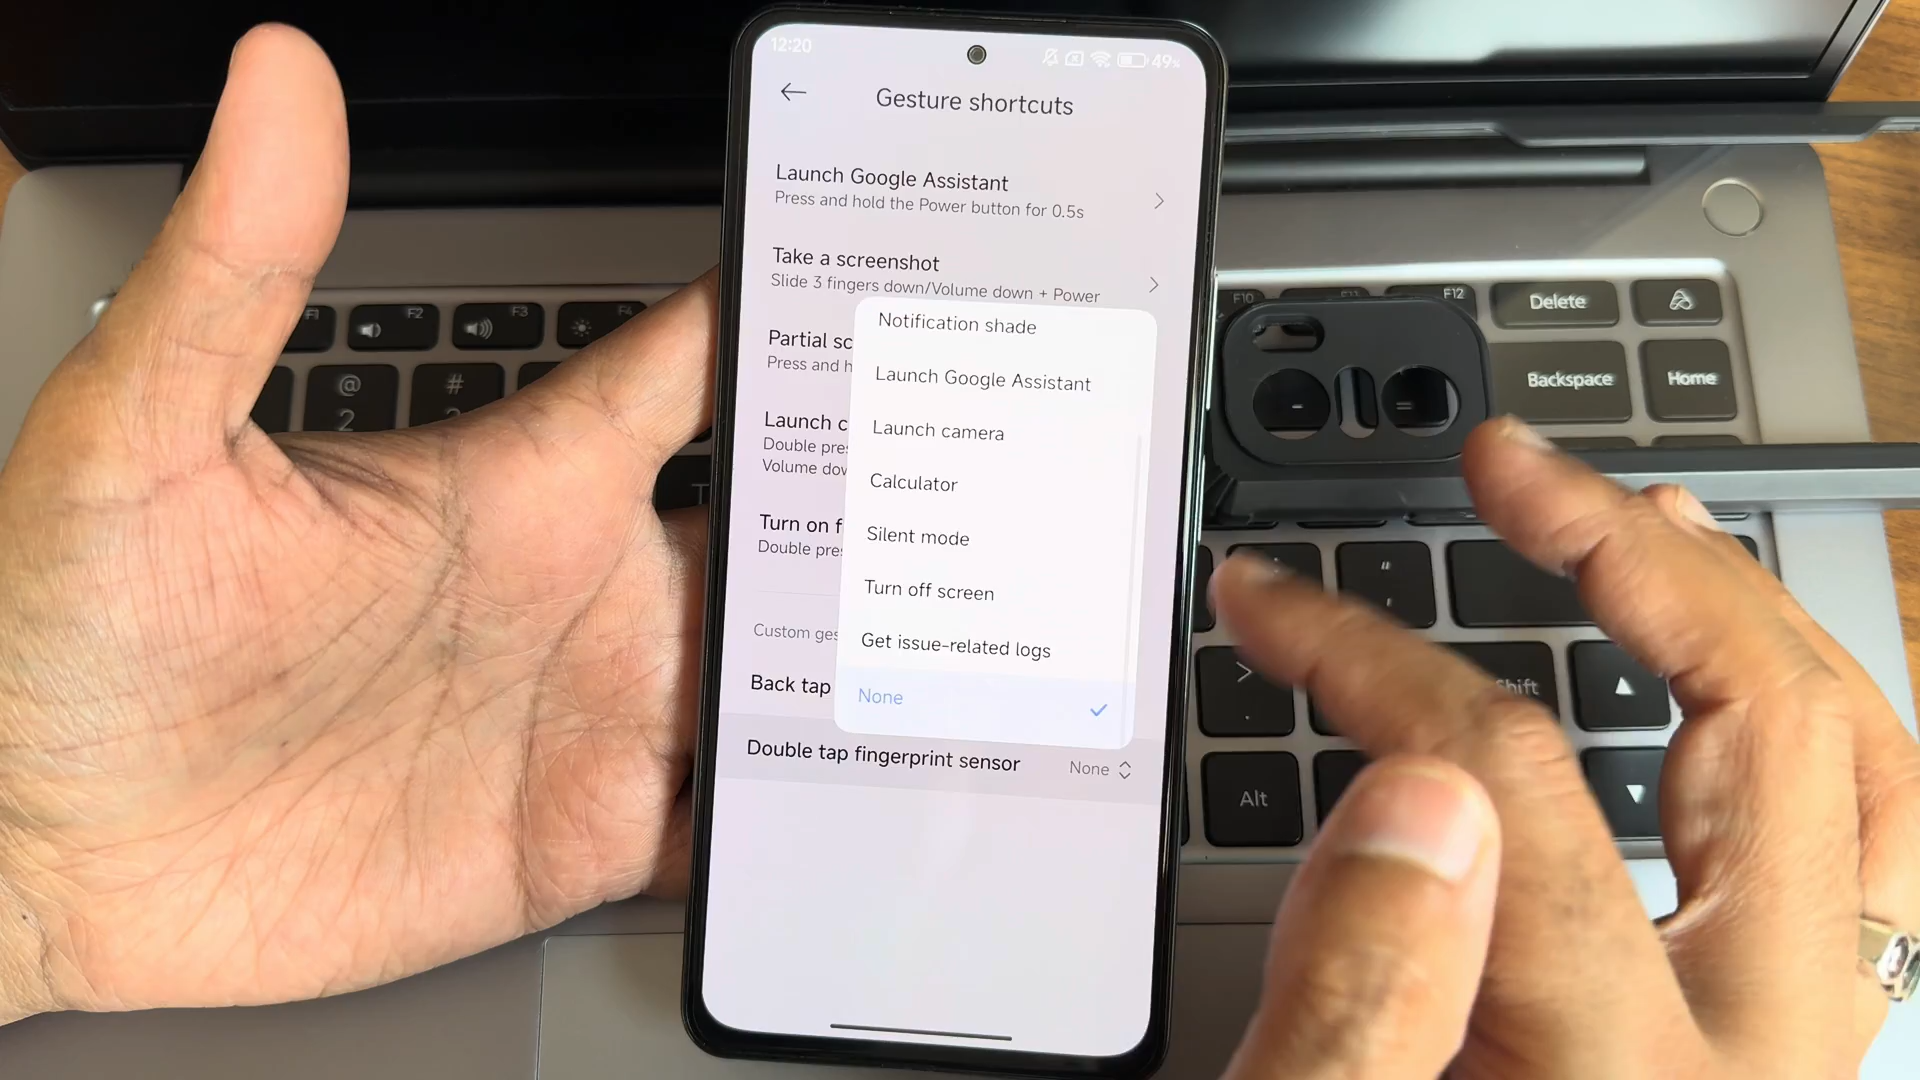 12:20
49%
Gesture shortcuts
Launch Google Assistant
Press and hold the Power button for 0.5s
Take a screenshot
Slide 3 fingers down/Volume down + Power
Partial sc
Press and h
Launch c
Double pre
Volume dow
Turn on f
Double pre
Custom ges
Back tap
Double tap fingerprint sensor
None
Notification shade
Launch Google Assistant
Launch camera
Calculator
Silent mode
Turn off screen
Get issue-related logs
None
F1
F2
F3
F4
@
2
#
T
F10
F12
Delete
-
=
Backspace
Home
"
>
.
Shift
Alt